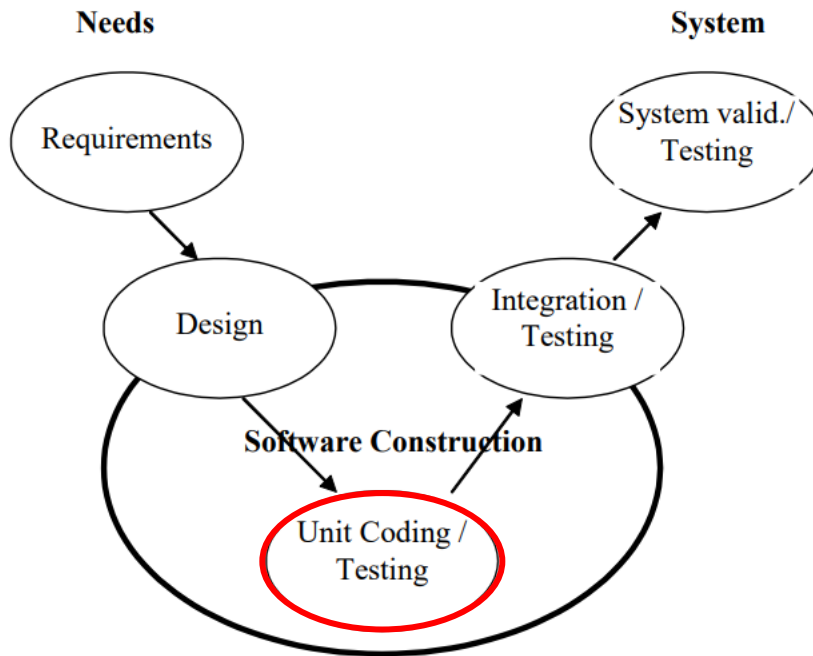 Needs
System
Requirements
System valid./
Testing
Design
Integration /
Testing
Software Construction
Unit Coding /
Testing